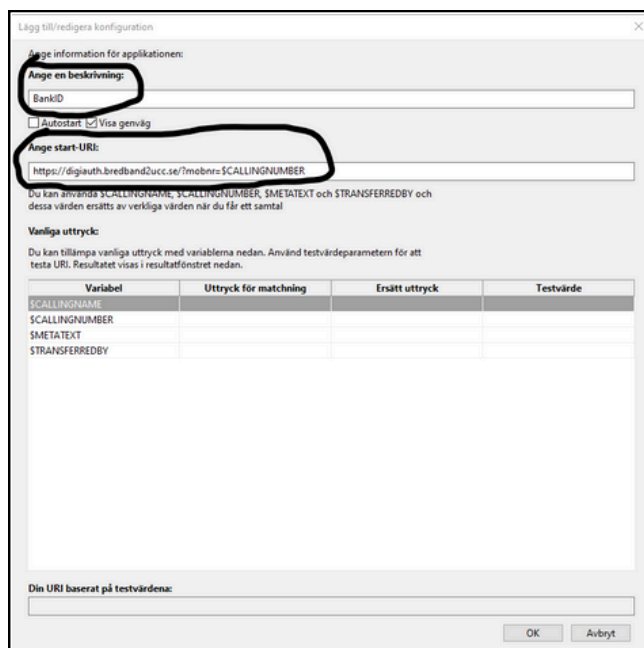 Lägg till/redigera konfiguration
Ange information för applikationen:
Ange en beskrivning:
BankID
Autostart Visa genväg
Ange start-URI:
https://digiauth.bredband2ucc.se/?mobnr=$CALLINGNUMBER
Du kan använda $CALLINGNAME, $CALLINGNUMBER, $METATEXT och $TRANSFERREDBY och
dessa värden ersätts av verkliga värden när du får ett samtal
Vanliga uttryck:
Du kan tillämpa vanliga uttryck med variablerna nedan. Använd testvärdeparametern för att
testa URI. Resultatet visas i resultatfönstret nedan.
Variabel Uttryck för matchning Ersätt uttryck Testvärde
$CALLINGNAME
$CALLINGNUMBER
$METATEXT
$TRANSFERREDBY
Din URI baserat på testvärdena:
OK Avbryt